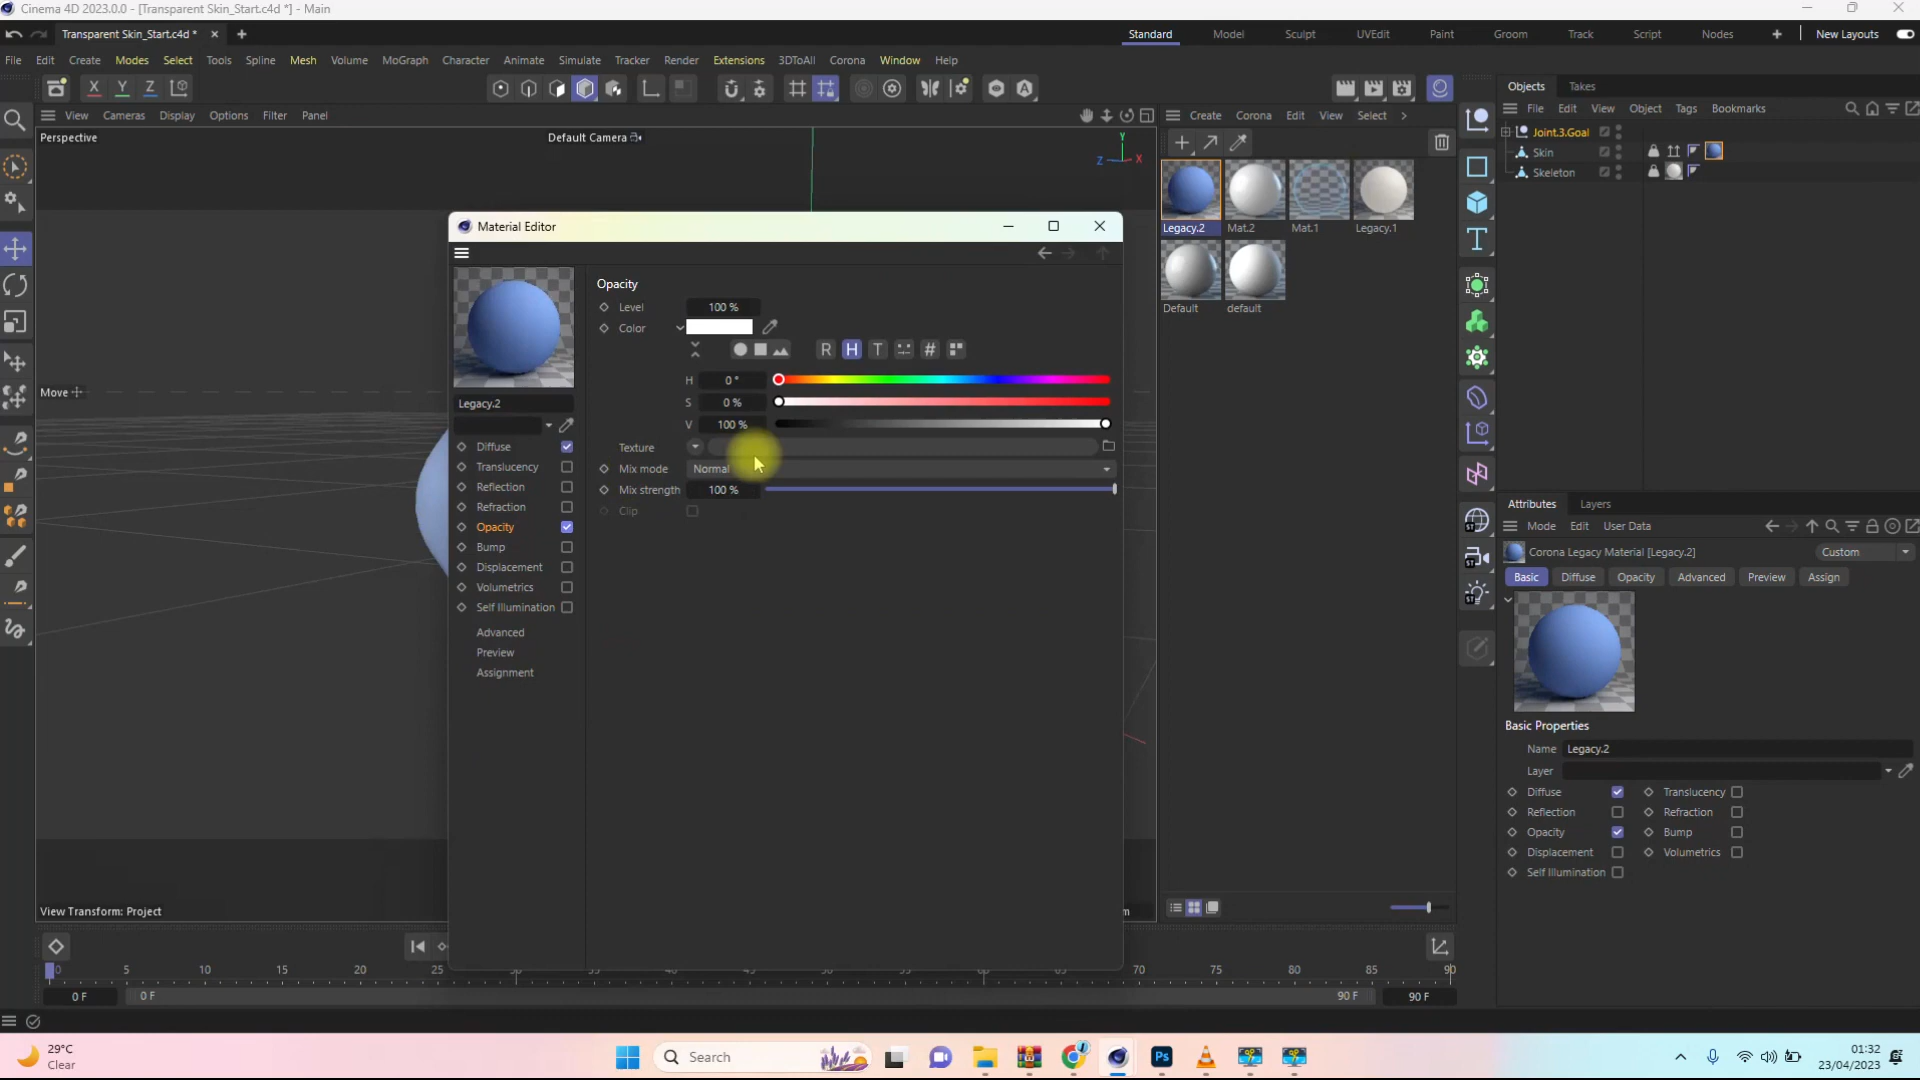 Cinema 4D 2023.0.0 - [Transparent Skin_Start.c4d *] - Main
Transparent Skin_Start.c4d *
Standard Model Sculpt UVEdit Paint Groom Track Script Nodes New Layouts
File Edit Create Modes Select Tools Spline Mesh Volume MoGraph Character Animate Simulate Tracker Render Extensions 3DToAll Corona Window Help
X Y Z
View Cameras Display Options Filter Panel
Perspective
Default Camera
Y
Z X
Move
View Transform: Project
Material Editor
Legacy.2
Diffuse
Translucency
Reflection
Refraction
Opacity
Bump
Displacement
Volumetrics
Self Illumination
Advanced
Preview
Assignment
Opacity
Level 100 %
Color
R H T #
H 0 °
S 0 %
V 100 %
Texture
Mix mode Normal
Mix strength 100 %
Clip
Create Corona Edit View Select
Legacy.2 Mat.2 Mat.1 Legacy.1
Default default
Objects Takes
File Edit View Object Tags Bookmarks
Joint.3.Goal
Skin
Skeleton
Attributes Layers
Mode Edit User Data
Corona Legacy Material [Legacy.2]
Custom
Basic Diffuse Opacity Advanced Preview Assign
Basic Properties
Name Legacy.2
Layer
Diffuse Translucency
Reflection Refraction
Opacity Bump
Displacement Volumetrics
Self Illumination
0 5 10 15 20 25 70 75 80 85 90
0 F 0 F 90 F 90 F
29°C
Clear
Search
Ps
01:32
23/04/2023